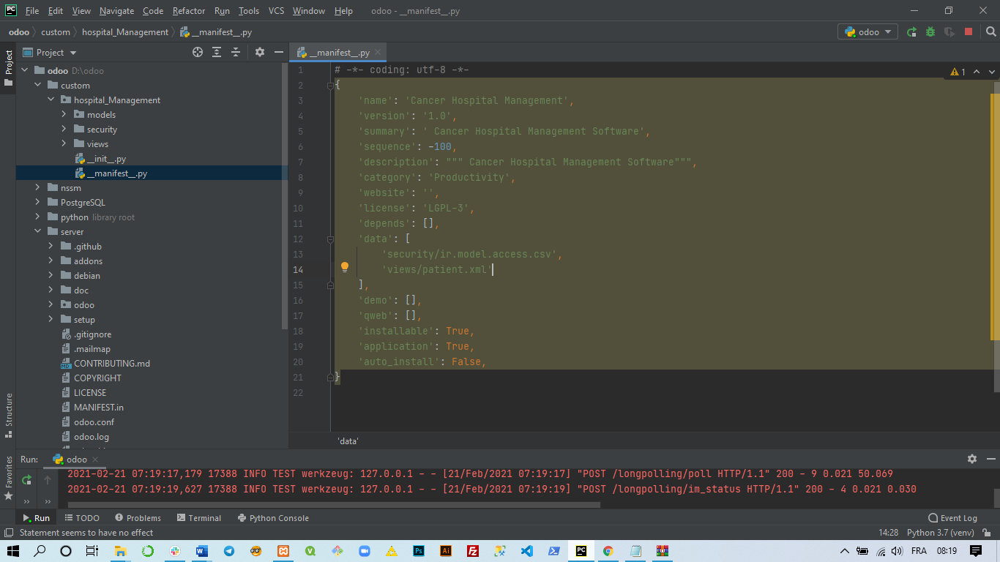 File Edit View Navigate Code Refactor Run Tools VCS Window Help odoo - __manifest__.py
odoo custom hospital_Management __manifest__.py odoo
Project
Project
odoo D:\odoo
custom
hospital_Management
models
security
views
__init__.py
__manifest__.py
nssm
PostgreSQL
python library root
server
.github
addons
debian
doc
odoo
setup
.gitignore
.mailmap
CONTRIBUTING.md
COPYRIGHT
LICENSE
MANIFEST.in
odoo.conf
odoo.log
Structure
Favorites
__manifest__.py
1 # -*- coding: utf-8 -*-
1
2 {
3 'name': 'Cancer Hospital Management',
4 'version': '1.0',
5 'summary': ' Cancer Hospital Management Software',
6 'sequence': -100,
7 'description': """ Cancer Hospital Management Software""",
8 'category': 'Productivity',
9 'website': '',
10 'license': 'LGPL-3',
11 'depends': [],
12 'data': [
13 'security/ir.model.access.csv',
14 'views/patient.xml'
15 ],
16 'demo': [],
17 'qweb': [],
18 'installable': True,
19 'application': True,
20 'auto_install': False,
21 }
22
'data'
Run: odoo
2021-02-21 07:19:17,179 17388 INFO TEST werkzeug: 127.0.0.1 - - [21/Feb/2021 07:19:17] "POST /longpolling/poll HTTP/1.1" 200 - 9 0.021 50.069
2021-02-21 07:19:19,627 17388 INFO TEST werkzeug: 127.0.0.1 - - [21/Feb/2021 07:19:19] "POST /longpolling/im_status HTTP/1.1" 200 - 4 0.021 0.030
Run TODO Problems Terminal Python Console Event Log
Statement seems to have no effect 14:28 Python 3.7 (venv)
FRA 08:19